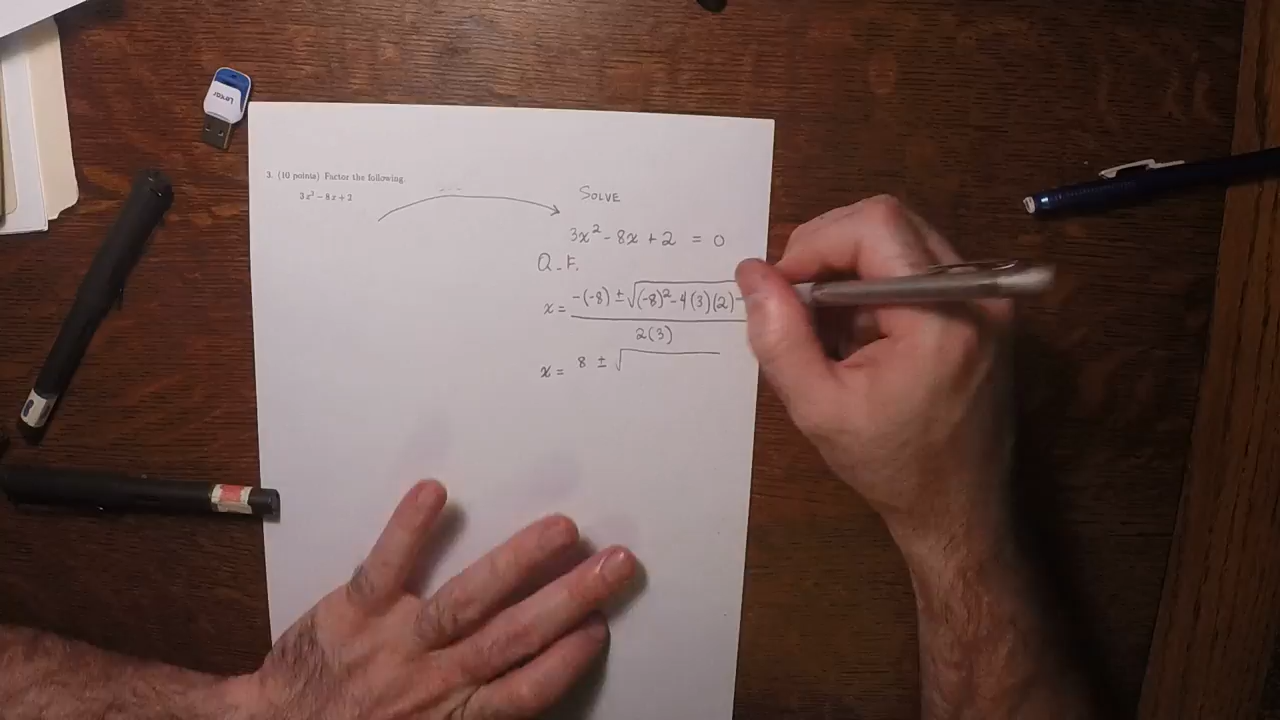 Lexar
3. (10 points) Factor the following.
3x² − 8x + 2
SOLVE
3x² - 8x + 2 = 0
Q.F.
x = -(-8) ± √(-8)² - 4(3)(2)
2(3)
x = 8 ± √